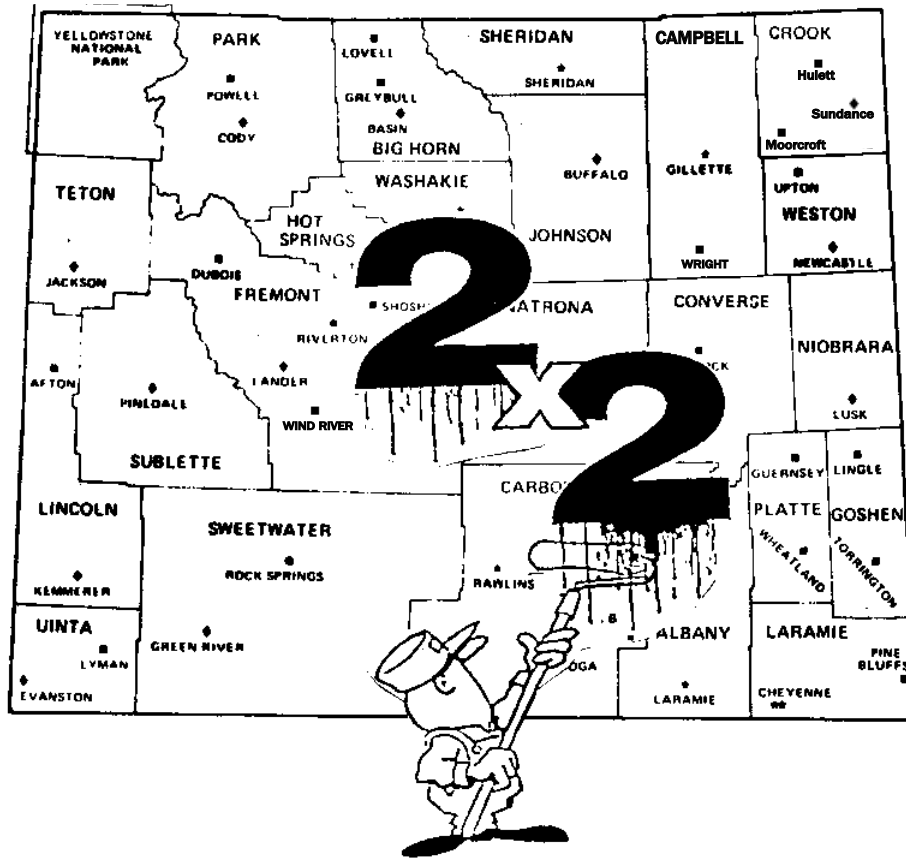 YELLOWSTONE
NATIONAL
PARK
PARK
POWELL
CODY
LOVELL
GREYBULL
BASIN
BIG HORN
SHERIDAN
SHERIDAN
CAMPBELL
GILLETTE
WRIGHT
CROOK
Hulett
Sundance
Moorcroft
TETON
JACKSON
HOT
SPRINGS
WASHAKIE
BUFFALO
JOHNSON
UPTON
WESTON
NEWCASTLE
DUBOIS
FREMONT
RIVERTON
LANDER
WIND RIVER
2 x 2
CONVERSE
NIOBRARA
LUSK
AFTON
PINEDALE
SUBLETTE
LINCOLN
KEMMERER
SWEETWATER
ROCK SPRINGS
GREEN RIVER
RAWLINS
GUERNSEY
PLATTE
WHEATLAND
LINGLE
GOSHEN
TORRINGTON
UINTA
LYMAN
EVANSTON
ALBANY
LARAMIE
LARAMIE
CHEYENNE
PINE
BLUFFS